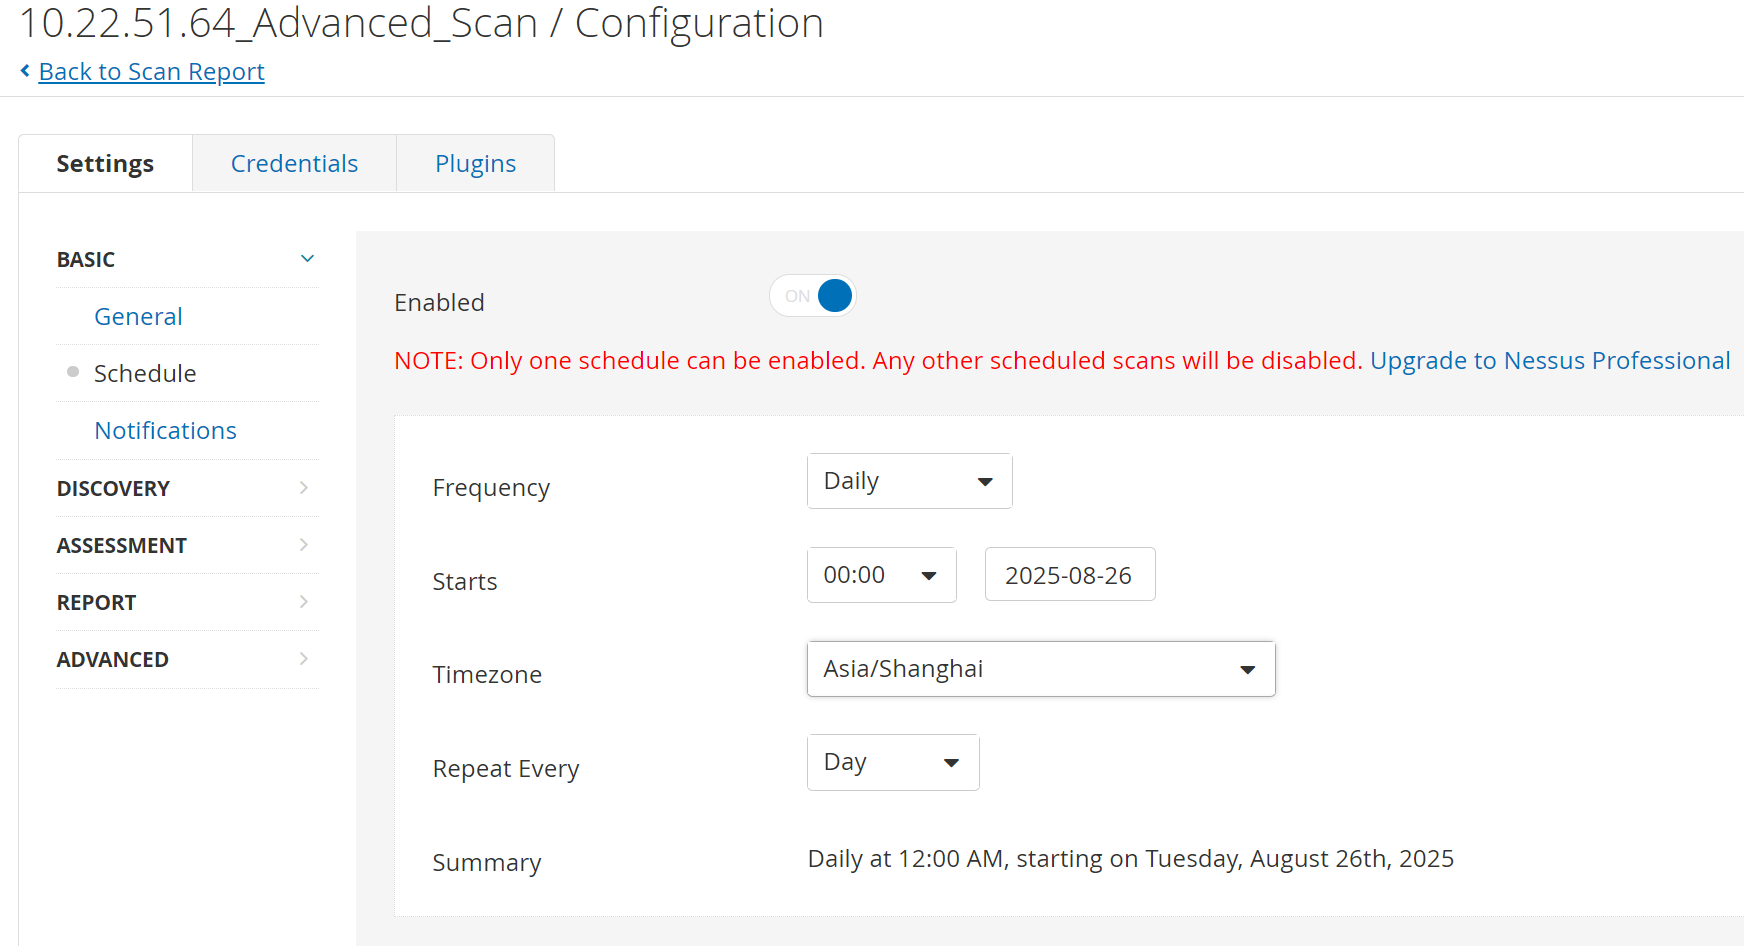 10.22.51.64_Advanced_Scan / Configuration
Back to Scan Report
Settings
Credentials
Plugins
BASIC
General
Schedule
Notifications
DISCOVERY
ASSESSMENT
REPORT
ADVANCED
Enabled
ON
NOTE: Only one schedule can be enabled. Any other scheduled scans will be disabled. Upgrade to Nessus Professional
Frequency
Daily
Starts
00:00
2025-08-26
Timezone
Asia/Shanghai
Repeat Every
Day
Summary
Daily at 12:00 AM, starting on Tuesday, August 26th, 2025